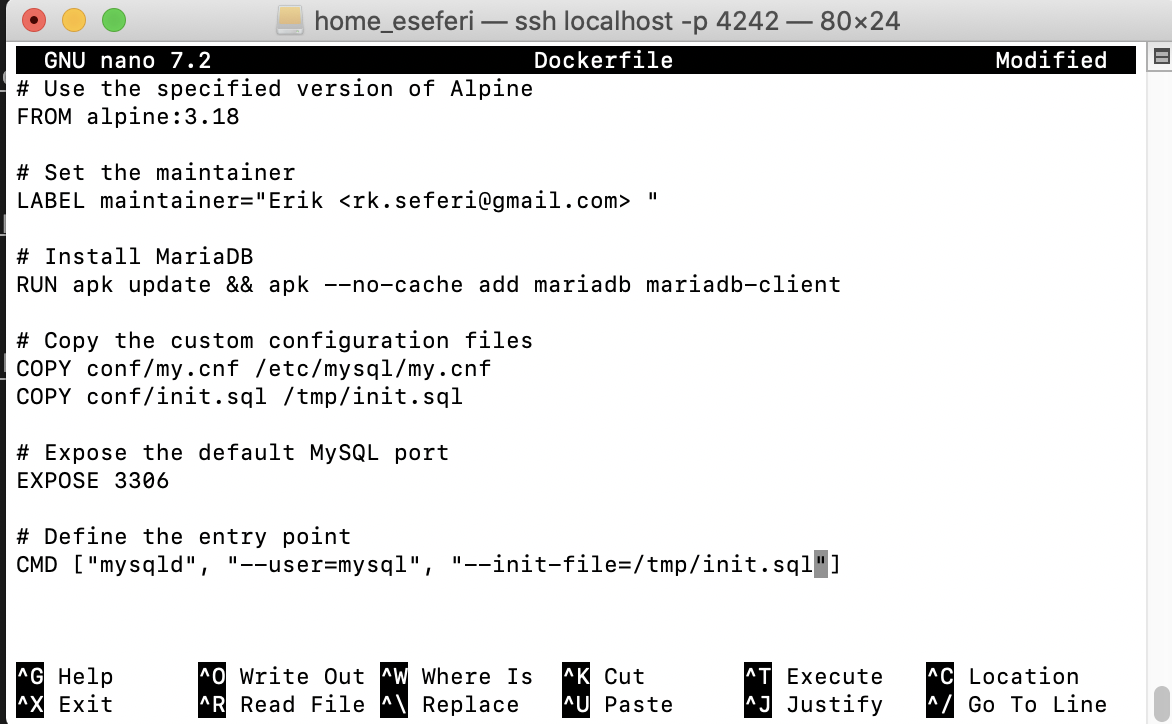 home_eseferi — ssh localhost -p 4242 — 80×24
GNU nano 7.2 Dockerfile Modified
# Use the specified version of Alpine
FROM alpine:3.18
# Set the maintainer
LABEL maintainer="Erik <rk.seferi@gmail.com> "
# Install MariaDB
RUN apk update && apk --no-cache add mariadb mariadb-client
# Copy the custom configuration files
COPY conf/my.cnf /etc/mysql/my.cnf
COPY conf/init.sql /tmp/init.sql
# Expose the default MySQL port
EXPOSE 3306
# Define the entry point
CMD ["mysqld", "--user=mysql", "--init-file=/tmp/init.sql"]
^G Help ^O Write Out ^W Where Is ^K Cut ^T Execute ^C Location
^X Exit ^R Read File ^\ Replace ^U Paste ^J Justify ^/ Go To Line